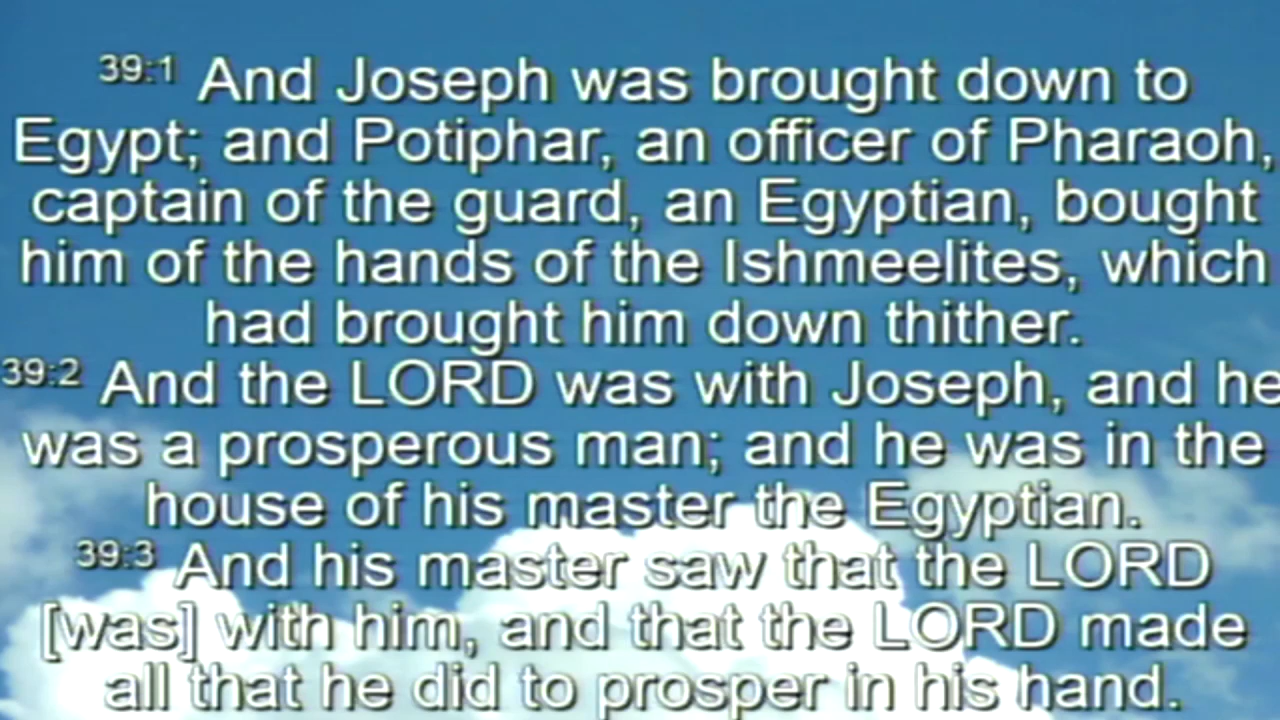 39:1 And Joseph was brought down to
Egypt; and Potiphar, an officer of Pharaoh,
captain of the guard, an Egyptian, bought
him of the hands of the Ishmeelites, which
had brought him down thither.
39:2 And the LORD was with Joseph, and he
was a prosperous man; and he was in the
house of his master the Egyptian.
39:3 And his master saw that the LORD
[was] with him, and that the LORD made
all that he did to prosper in his hand.